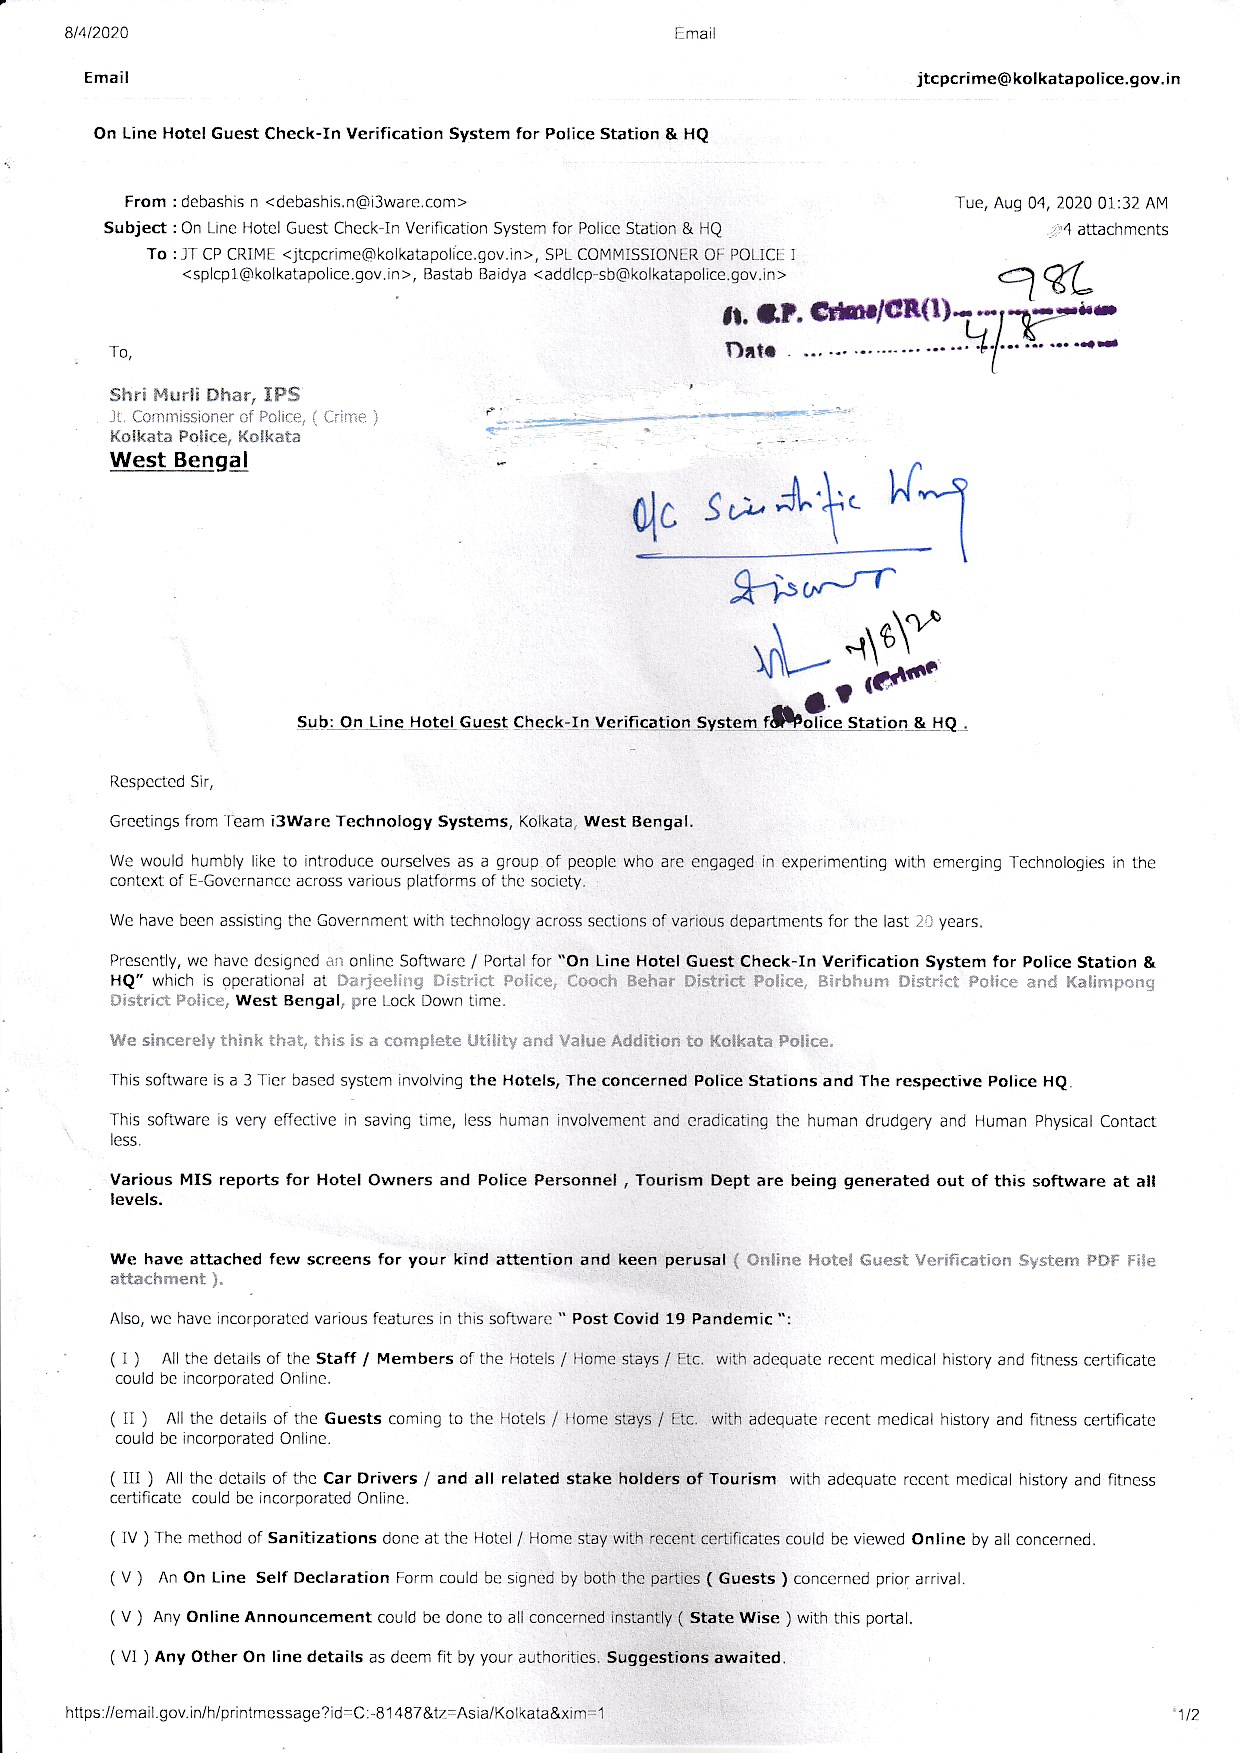 8/4/2020 Email
Email jtcpcrime@kolkatapolice.gov.in
On Line Hotel Guest Check-In Verification System for Police Station & HQ
From : debashis n <debashis.n@i3ware.com> Tue, Aug 04, 2020 01:32 AM
Subject : On Line Hotel Guest Check-In Verification System for Police Station & HQ 4 attachments
To : JT CP CRIME <jtcpcrime@kolkatapolice.gov.in>, SPL COMMISSIONER OF POLICE I
<splcp1@kolkatapolice.gov.in>, Bastab Baidya <addlcp-sb@kolkatapolice.gov.in>
986
Jt. C.P. Crime/CR(1)
Date 4/8
To,
Shri Murli Dhar, IPS
Jt. Commissioner of Police, ( Crime )
Kolkata Police, Kolkata
West Bengal
O/C Scientific Wing
4/8/20
C. P (Crime
Sub: On Line Hotel Guest Check-In Verification System for Police Station & HQ .
Respected Sir,
Greetings from Team i3Ware Technology Systems, Kolkata, West Bengal.
We would humbly like to introduce ourselves as a group of people who are engaged in experimenting with emerging Technologies in the
context of E-Governance across various platforms of the society.
We have been assisting the Government with technology across sections of various departments for the last 20 years.
Presently, we have designed an online Software / Portal for "On Line Hotel Guest Check-In Verification System for Police Station &
HQ" which is operational at Darjeeling District Police, Cooch Behar District Police, Birbhum District Police and Kalimpong
District Police, West Bengal, pre Lock Down time.
We sincerely think that, this is a complete Utility and Value Addition to Kolkata Police.
This software is a 3 Tier based system involving the Hotels, The concerned Police Stations and The respective Police HQ.
This software is very effective in saving time, less human involvement and eradicating the human drudgery and Human Physical Contact
less.
Various MIS reports for Hotel Owners and Police Personnel , Tourism Dept are being generated out of this software at all
levels.
We have attached few screens for your kind attention and keen perusal ( Online Hotel Guest Verification System PDF File
attachment ).
Also, we have incorporated various features in this software " Post Covid 19 Pandemic ":
( I ) All the details of the Staff / Members of the Hotels / Home stays / Etc. with adequate recent medical history and fitness certificate
could be incorporated Online.
( II ) All the details of the Guests coming to the Hotels / Home stays / Etc. with adequate recent medical history and fitness certificate
could be incorporated Online.
( III ) All the details of the Car Drivers / and all related stake holders of Tourism with adequate recent medical history and fitness
certificate could be incorporated Online.
( IV ) The method of Sanitizations done at the Hotel / Home stay with recent certificates could be viewed Online by all concerned.
( V ) An On Line Self Declaration Form could be signed by both the parties ( Guests ) concerned prior arrival.
( V ) Any Online Announcement could be done to all concerned instantly ( State Wise ) with this portal.
( VI ) Any Other On line details as deem fit by your authorities. Suggestions awaited.
https://email.gov.in/h/printmessage?id=C:-81487&tz=Asia/Kolkata&xim=1 1/2